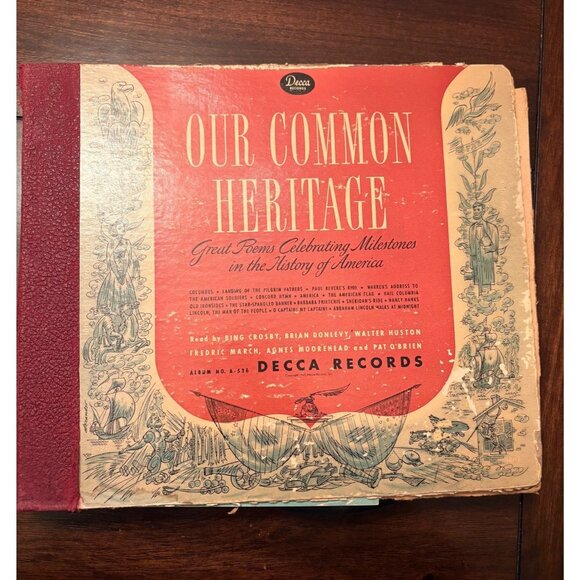 Decca
RECORDS
OUR COMMON
HERITAGE
Great Poems Celebrating Milestones
in the History of America
COLUMBUS • LANDING OF THE PILGRIM FATHERS • PAUL REVERE'S RIDE • WARREN'S ADDRESS TO
THE AMERICAN SOLDIERS • CONCORD HYMN • AMERICA • THE AMERICAN FLAG • HAIL COLUMBIA
OLD IRONSIDES • THE STAR-SPANGLED BANNER • BARBARA FRIETCHIE • SHERIDAN'S RIDE • NANCY HANKS
LINCOLN, THE MAN OF THE PEOPLE • O CAPTAIN! MY CAPTAIN! • ABRAHAM LINCOLN WALKS AT MIDNIGHT
Read by BING CROSBY, BRIAN DONLEVY, WALTER HUSTON
FREDRIC MARCH, AGNES MOOREHEAD and PAT O'BRIEN
ALBUM NO. A-536 DECCA RECORDS